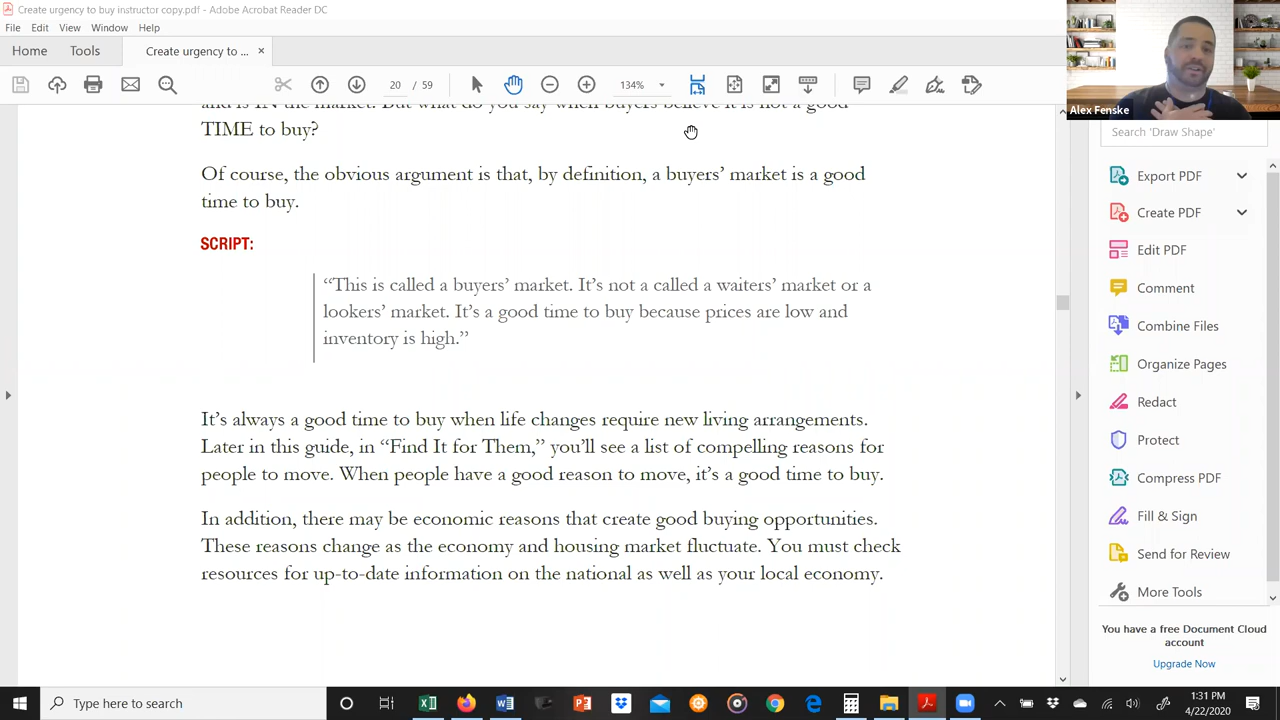 Create urgency to buy instructor copy.pdf - Adobe Acrobat Reader DC
File Edit View Window Help
Home Tools Create urgency to ... ×
20 59
Alex Fenske
TIME to buy?
Of course, the obvious argument is that, by definition, a buyers’ market is a good
time to buy.
SCRIPT:
“This is called a buyers’ market. It’s not a called a waiters’ market or a
lookers’ market. It’s a good time to buy because prices are low and
inventory is high.”
It’s always a good time to buy when life changes require new living arrangements.
Later in this guide, in “Find It for Them,” you’ll see a list of compelling reasons for
people to move. When people have a good reason to move, it’s a good time to buy.
In addition, there may be economic reasons that create good buying opportunities.
These reasons change as the economy and housing market fluctuate. You must check
resources for up-to-date information on the national as well as your local economy.
Search 'Draw Shape'
Export PDF
Create PDF
Edit PDF
Comment
Combine Files
Organize Pages
Redact
Protect
Compress PDF
Fill & Sign
Send for Review
More Tools
You have a free Document Cloud
account
Upgrade Now
Type here to search
1:31 PM
4/22/2020